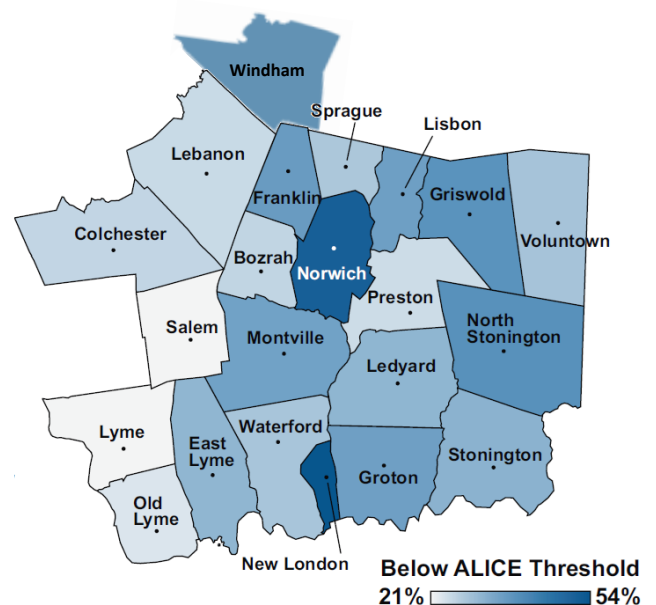 Windham
Sprague
Lisbon
Lebanon
Franklin
Griswold
Colchester
Bozrah
Voluntown
Norwich
Preston
Salem
Montville
North
Stonington
Ledyard
Lyme
East
Lyme
Waterford
Groton
Stonington
Old
Lyme
New London
Below ALICE Threshold
21% 54%